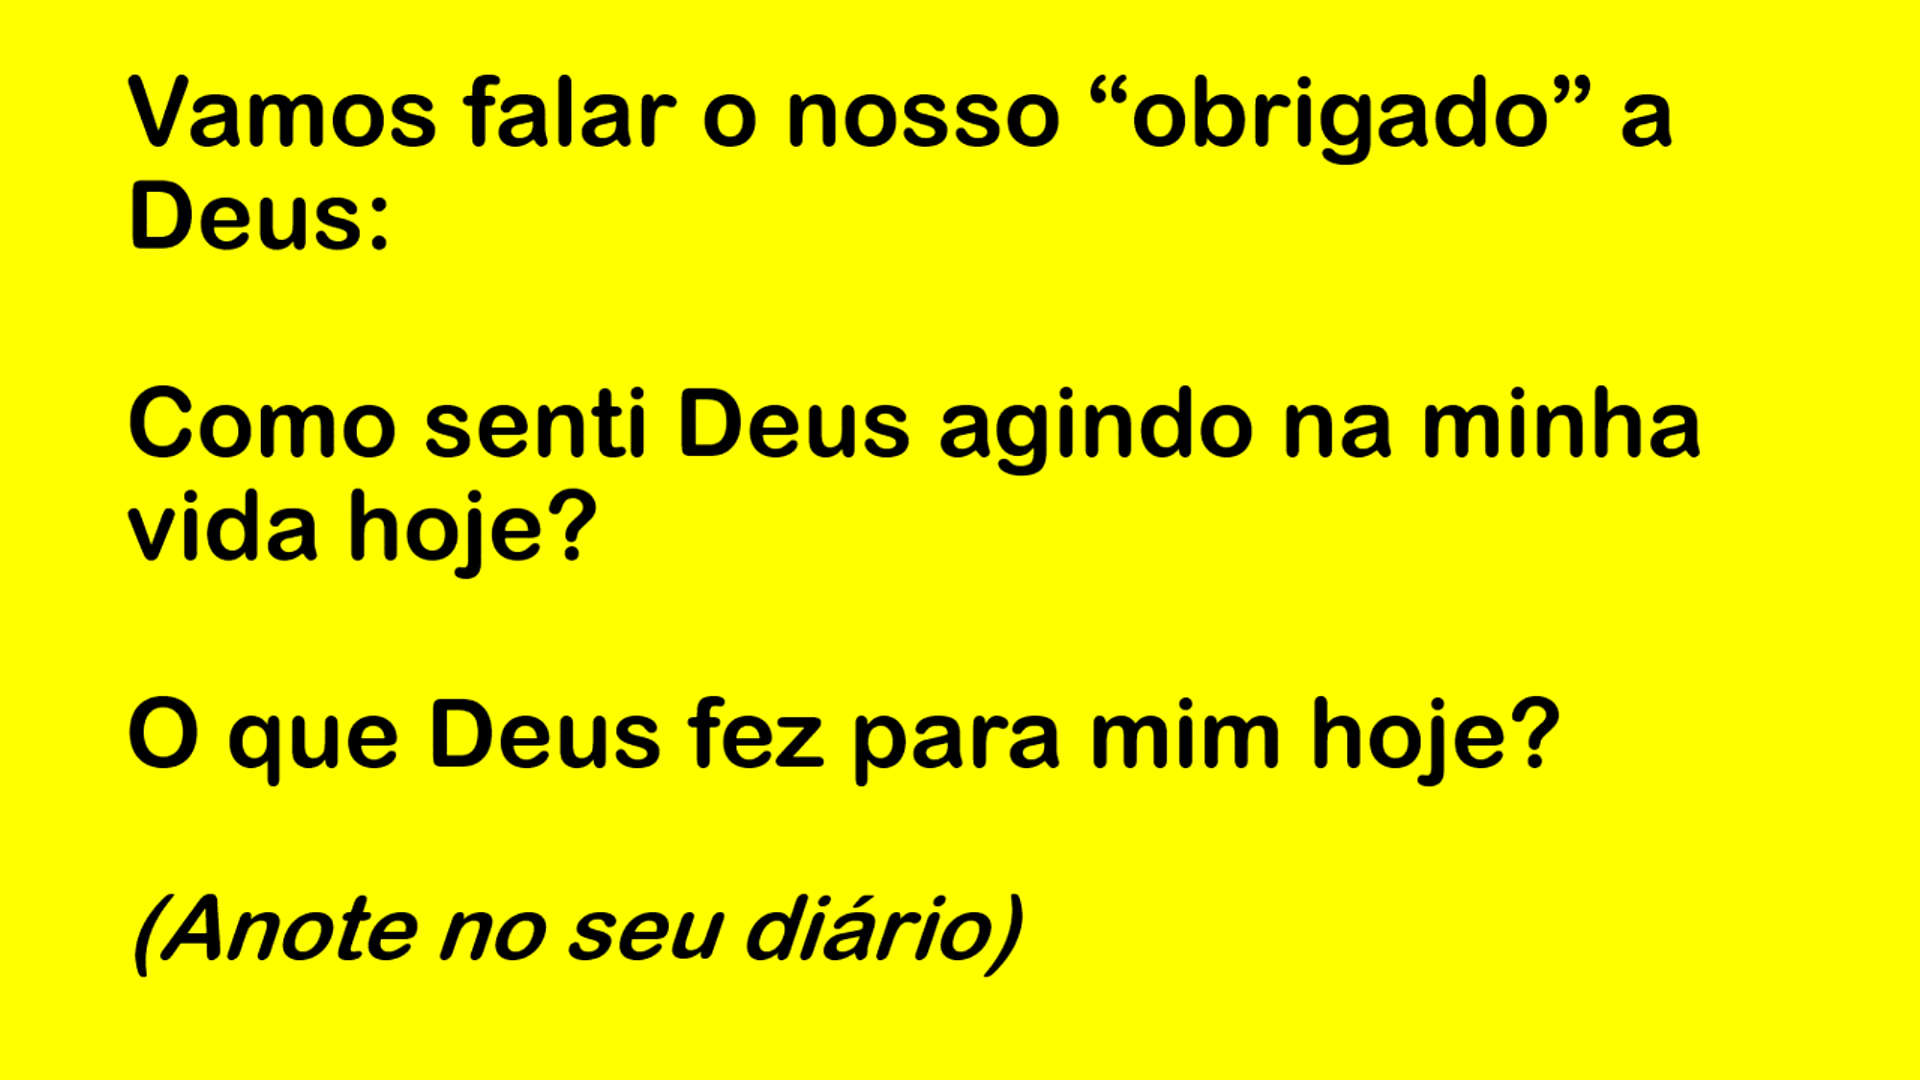 Vamos falar o nosso “obrigado” a
Deus:
Como senti Deus agindo na minha
vida hoje?
O que Deus fez para mim hoje?
(Anote no seu diário)